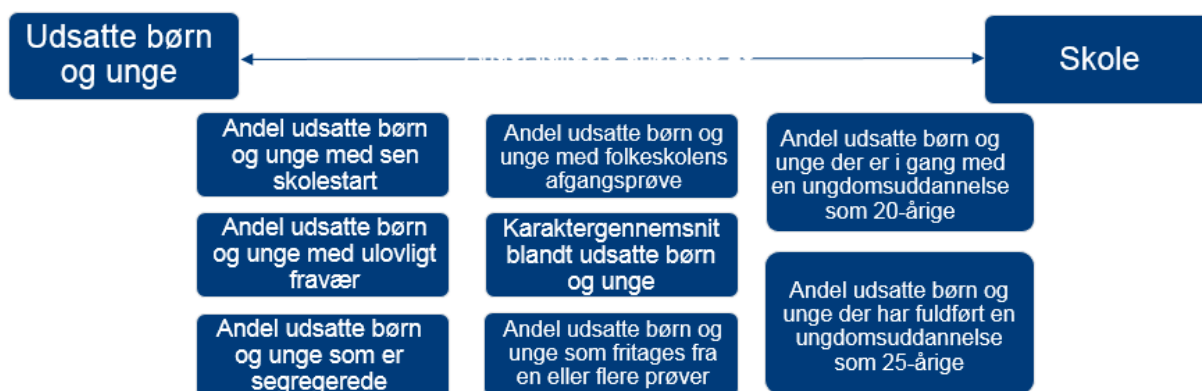 Udsatte børn
og unge
Skole
Andel udsatte børn
og unge med sen
skolestart
Andel udsatte børn og
unge med folkeskolens
afgangsprøve
Andel udsatte børn og
unge der er i gang med
en ungdomsuddannelse
som 20-årige
Andel udsatte børn
og unge med ulovligt
fravær
Karaktergennemsnit
blandt udsatte børn
og unge
Andel udsatte børn og
unge der har fuldført en
ungdomsuddannelse
som 25-årige
Andel udsatte børn
og unge som er
segregerede
Andel udsatte børn og
unge som fritages fra
en eller flere prøver